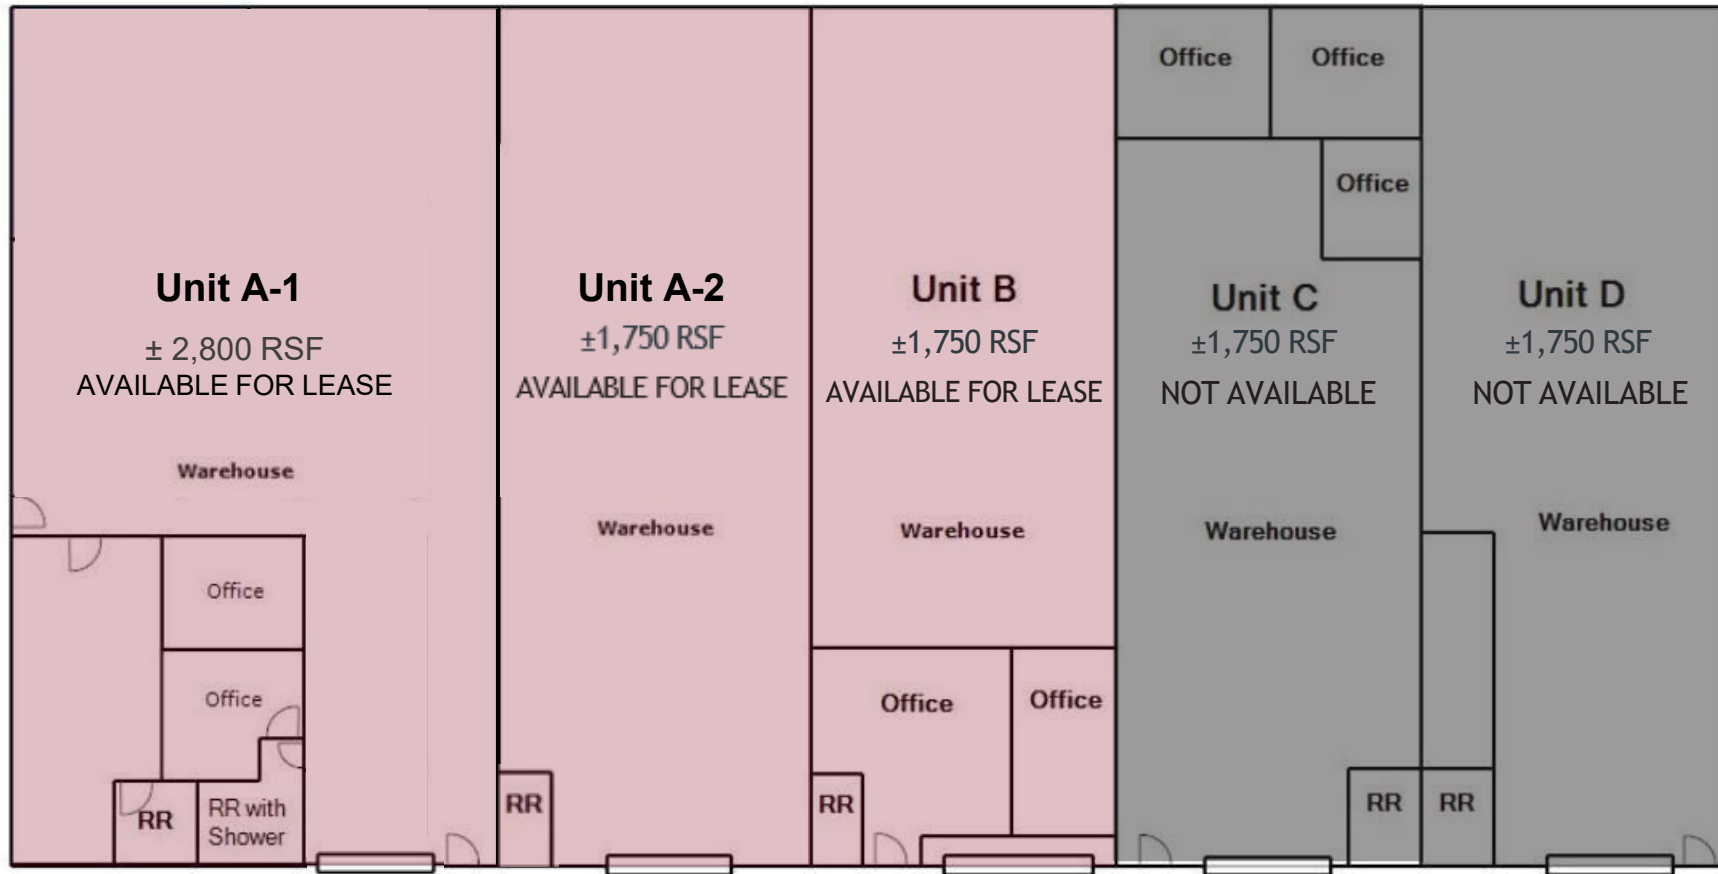 Office
Office
Office
Unit A-1
± 2,800 RSF
AVAILABLE FOR LEASE
Warehouse
Office
Office
RR
RR with
Shower
Unit A-2
±1,750 RSF
AVAILABLE FOR LEASE
Warehouse
RR
Unit B
±1,750 RSF
AVAILABLE FOR LEASE
Warehouse
Office
Office
RR
Unit C
±1,750 RSF
NOT AVAILABLE
Warehouse
RR
Unit D
±1,750 RSF
NOT AVAILABLE
Warehouse
RR